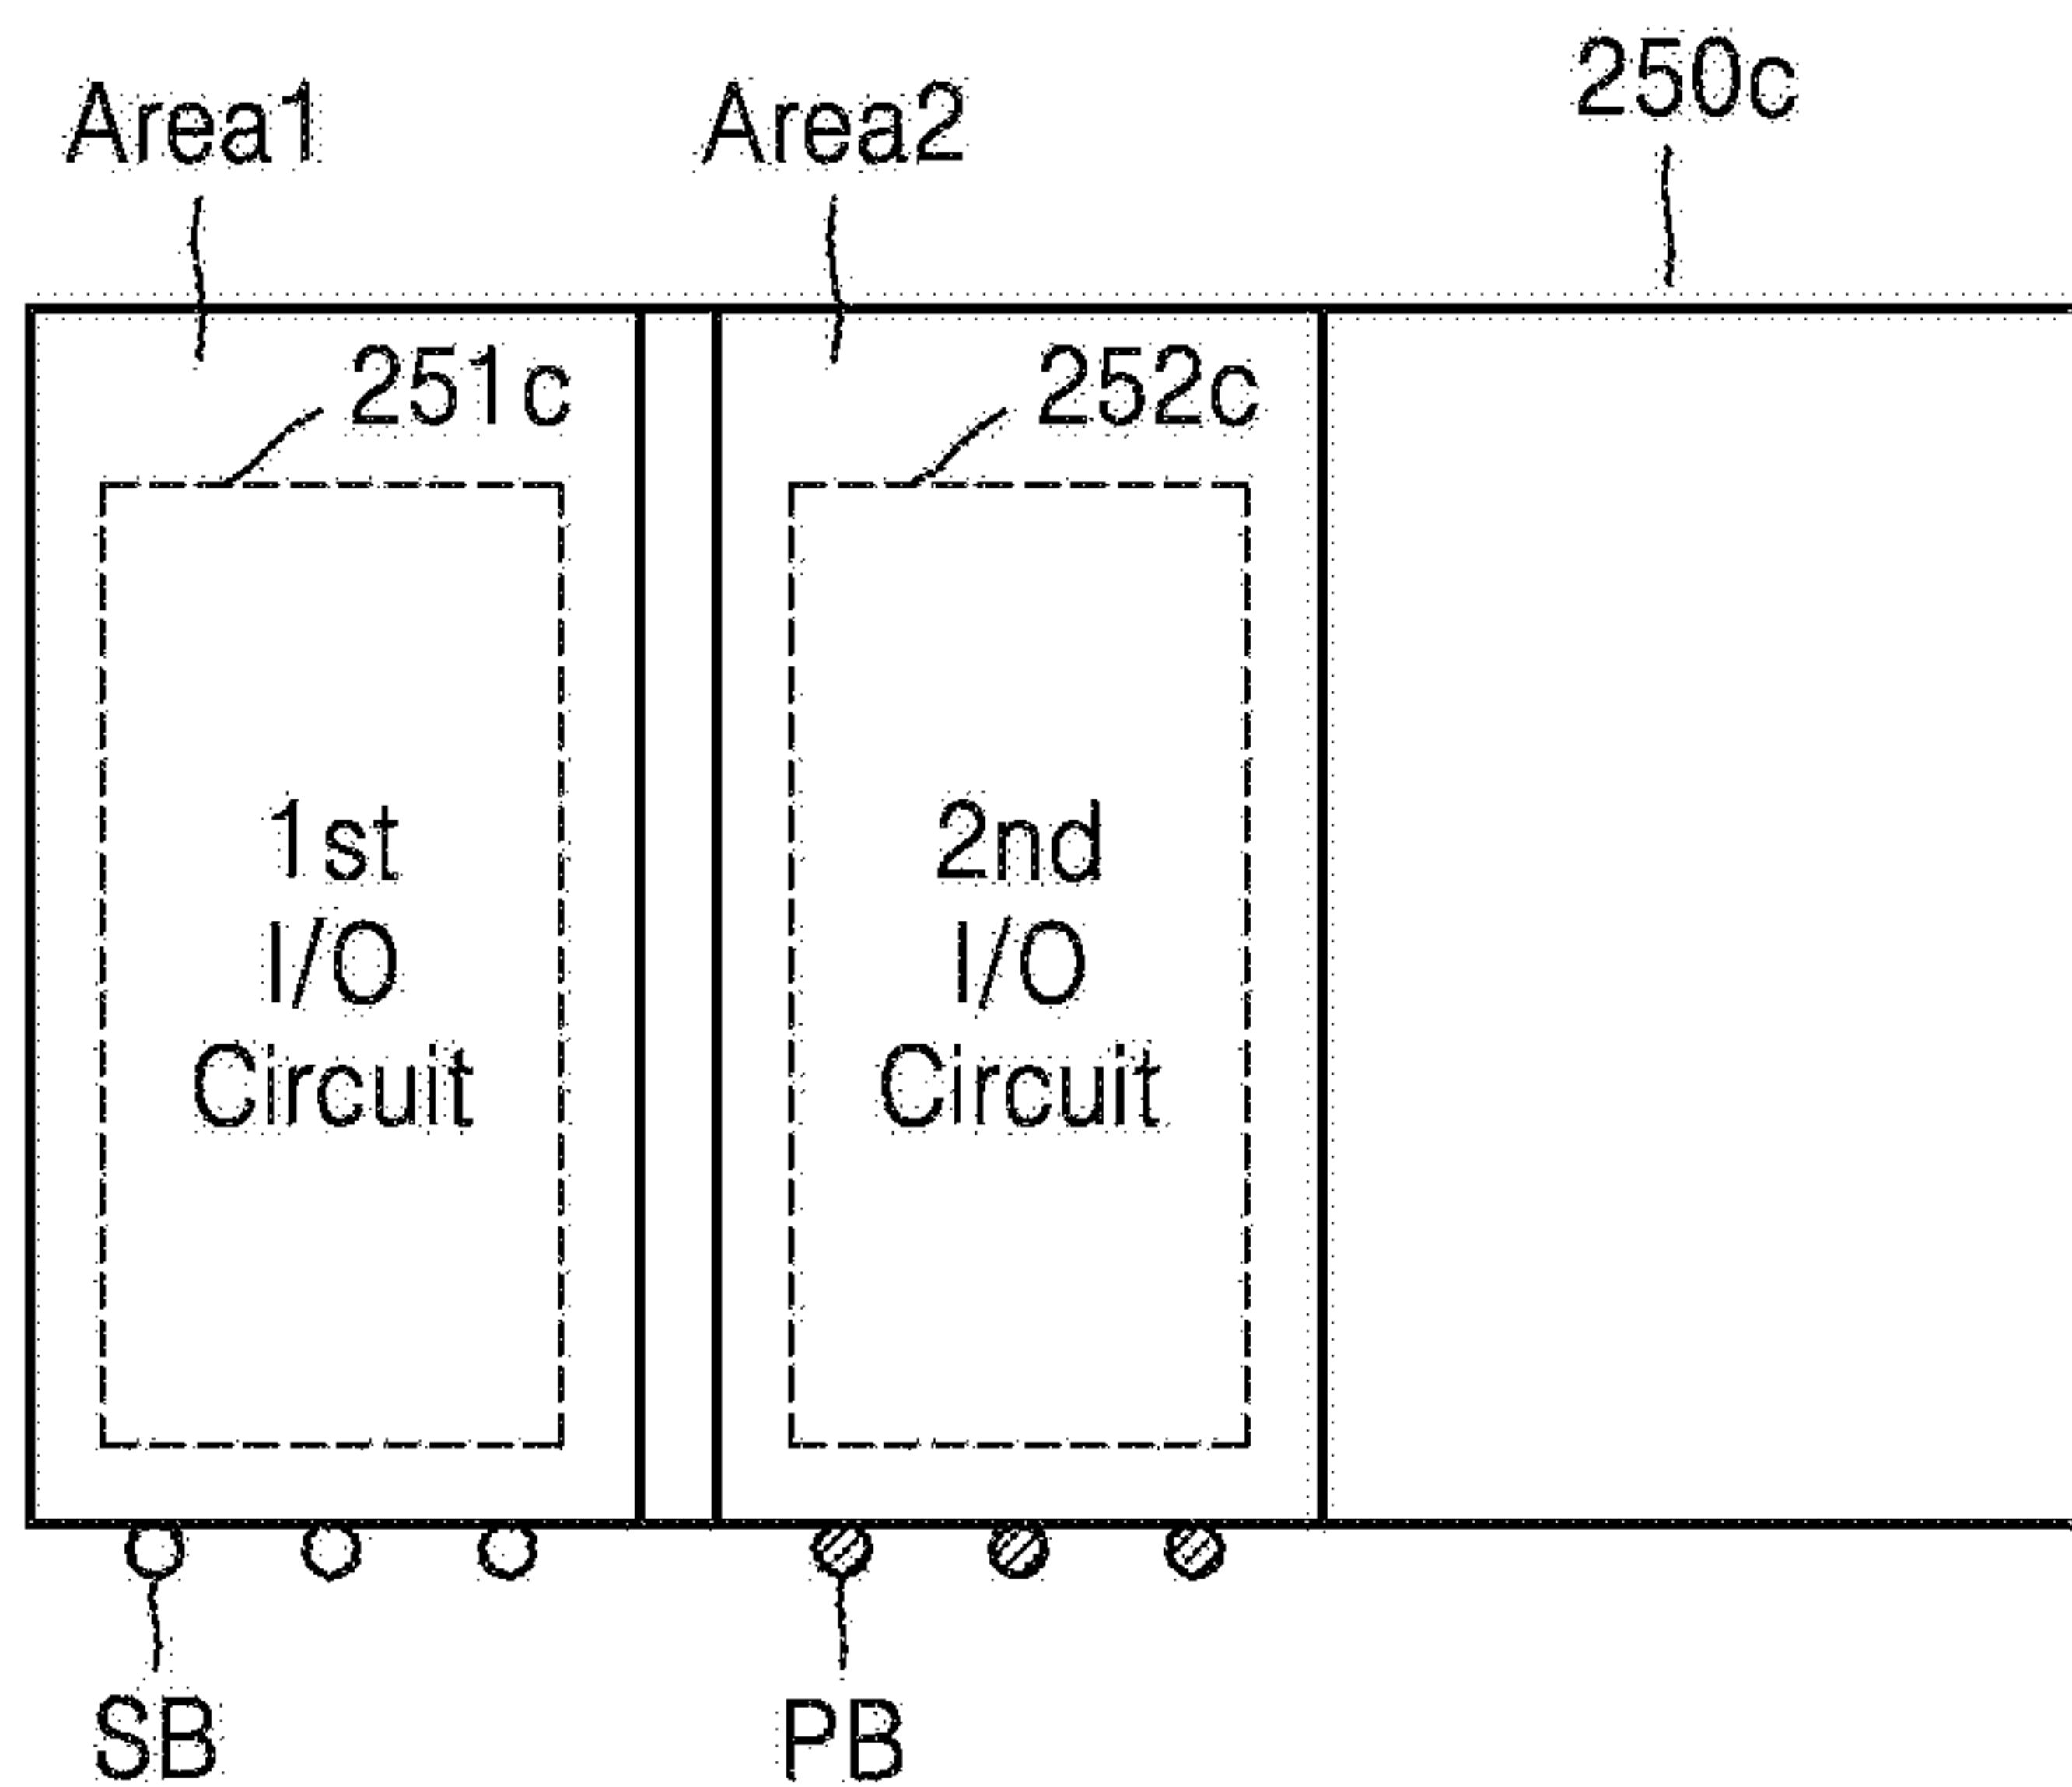 250c
Area1
Area2
251c
252c
1st
I/O
Circuit
2nd
I/O
Circuit
SB
PB